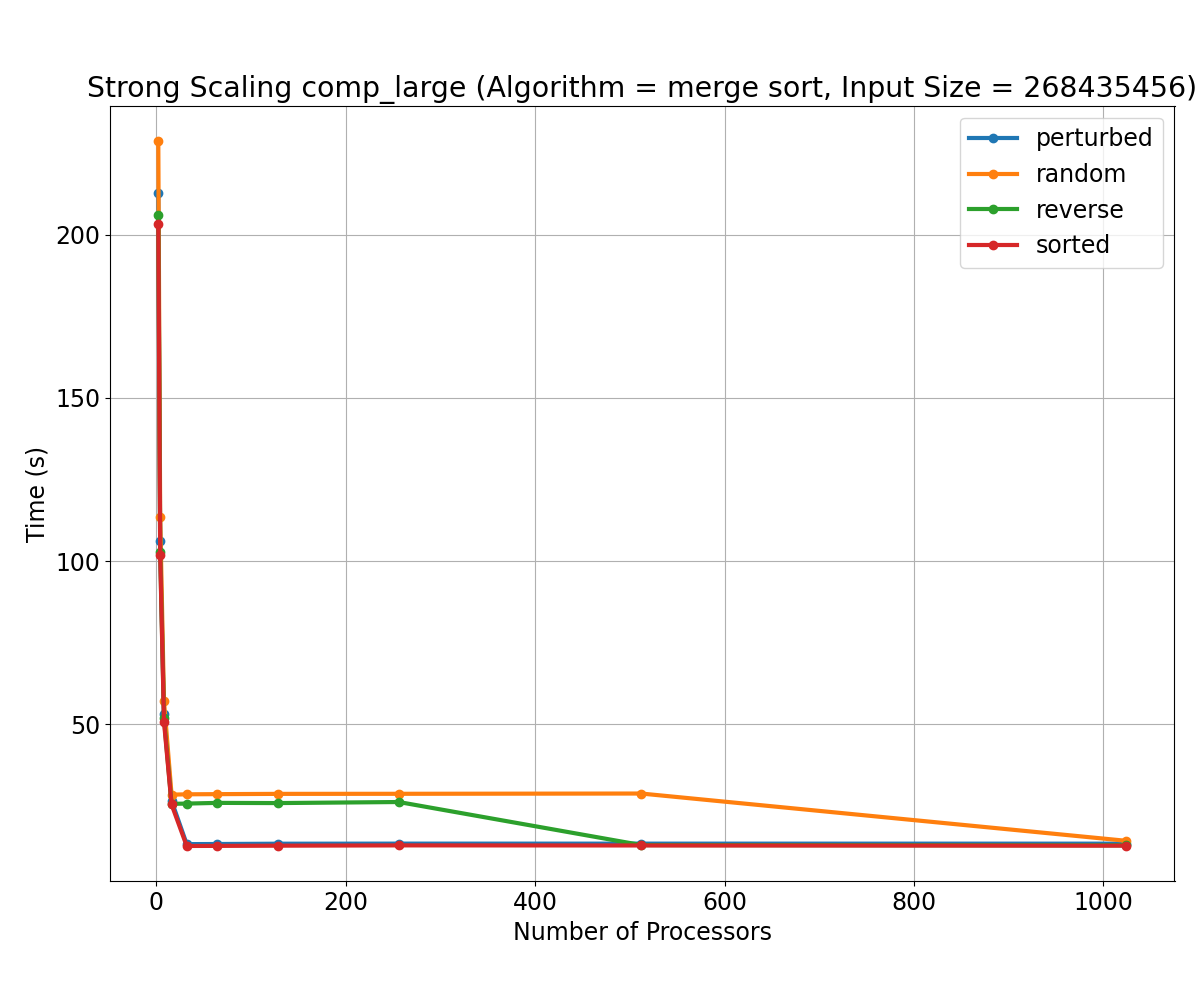 Strong Scaling comp_large (Algorithm = merge sort, Input Size = 268435456)
perturbed
random
reverse
sorted
200
150
100
50
Time (s)
0 200 400 600 800 1000
Number of Processors